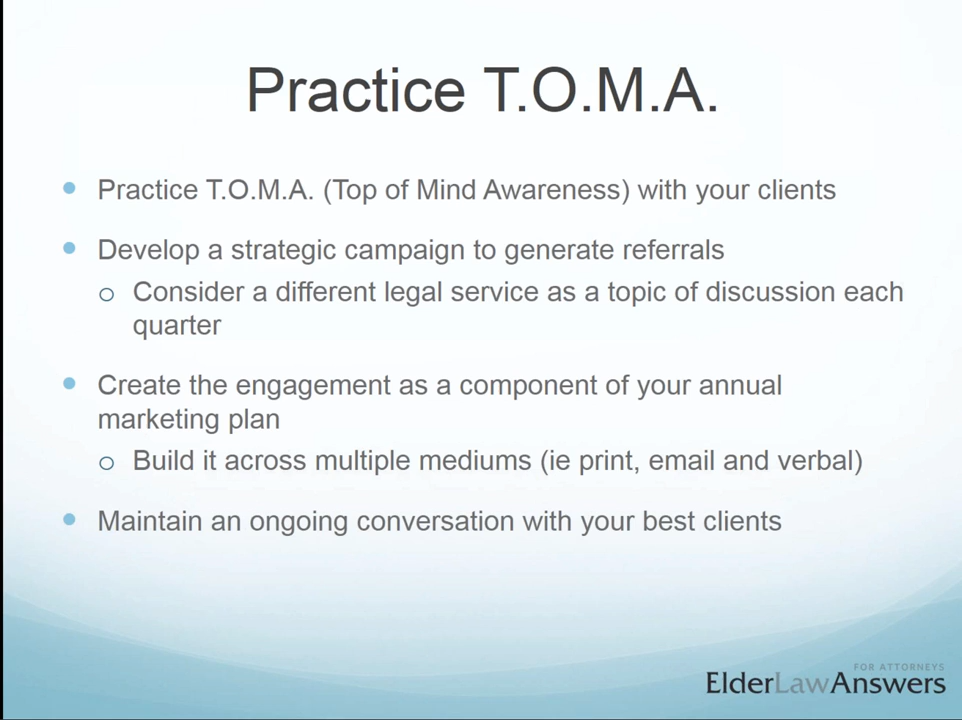 Practice T.O.M.A.
Practice T.O.M.A. (Top of Mind Awareness) with your clients
Develop a strategic campaign to generate referrals
Consider a different legal service as a topic of discussion each
quarter
Create the engagement as a component of your annual
marketing plan
Build it across multiple mediums (ie print, email and verbal)
Maintain an ongoing conversation with your best clients
FOR ATTORNEYS
ElderLawAnswers